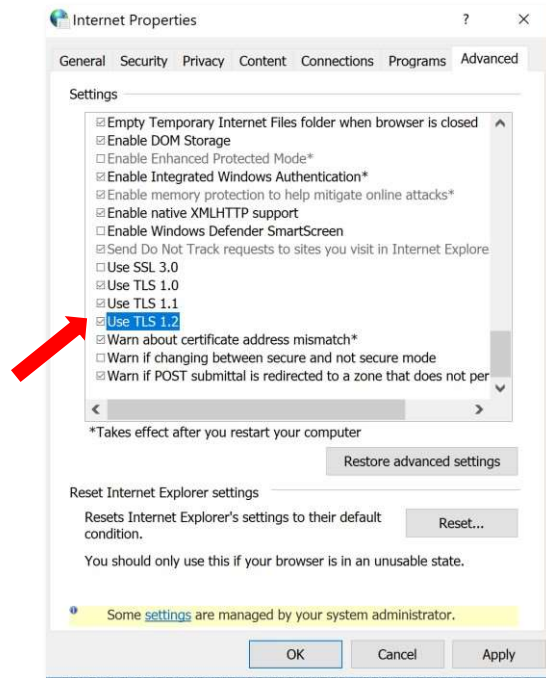 Internet Properties ? ×
General Security Privacy Content Connections Programs Advanced
Settings
Empty Temporary Internet Files folder when browser is closed
Enable DOM Storage
Enable Enhanced Protected Mode*
Enable Integrated Windows Authentication*
Enable memory protection to help mitigate online attacks*
Enable native XMLHTTP support
Enable Windows Defender SmartScreen
Send Do Not Track requests to sites you visit in Internet Explore
Use SSL 3.0
Use TLS 1.0
Use TLS 1.1
Use TLS 1.2
Warn about certificate address mismatch*
Warn if changing between secure and not secure mode
Warn if POST submittal is redirected to a zone that does not per
*Takes effect after you restart your computer
Restore advanced settings
Reset Internet Explorer settings
Resets Internet Explorer's settings to their default
condition.
Reset...
You should only use this if your browser is in an unusable state.
Some settings are managed by your system administrator.
OK Cancel Apply